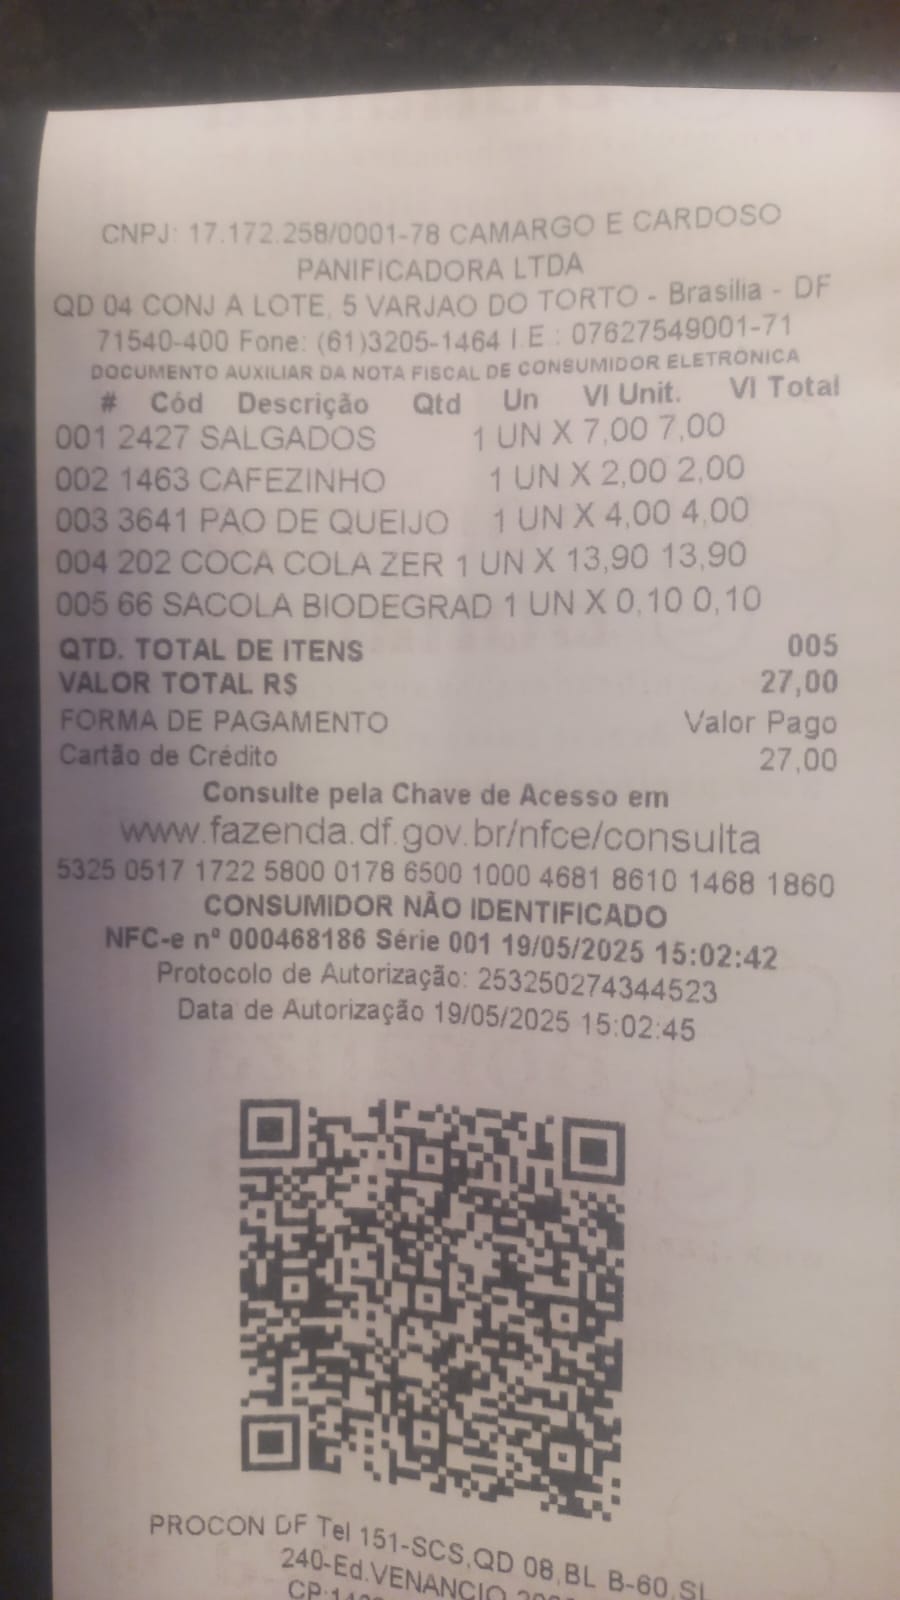 CNPJ: 17.172.258/0001-78 CAMARGO E CARDOSO
PANIFICADORA LTDA
QD 04 CONJ A LOTE, 5 VARJAO DO TORTO - Brasilia - DF
71540-400 Fone: (61)3205-1464 I.E.: 07627549001-71
DOCUMENTO AUXILIAR DA NOTA FISCAL DE CONSUMIDOR ELETRÔNICA
# Cód Descrição Qtd Un Vl Unit. Vl Total
001 2427 SALGADOS 1 UN X 7,00 7,00
002 1463 CAFEZINHO 1 UN X 2,00 2,00
003 3641 PAO DE QUEIJO 1 UN X 4,00 4,00
004 202 COCA COLA ZER 1 UN X 13,90 13,90
005 66 SACOLA BIODEGRAD 1 UN X 0,10 0,10
QTD. TOTAL DE ITENS 005
VALOR TOTAL R$ 27,00
FORMA DE PAGAMENTO Valor Pago
Cartão de Crédito 27,00
Consulte pela Chave de Acesso em
www.fazenda.df.gov.br/nfce/consulta
5325 0517 1722 5800 0178 6500 1000 4681 8610 1468 1860
CONSUMIDOR NÃO IDENTIFICADO
NFC-e nº 000468186 Série 001 19/05/2025 15:02:42
Protocolo de Autorização: 253250274344523
Data de Autorização 19/05/2025 15:02:45
PROCON DF Tel 151-SCS,QD 08,BL B-60,SL
240-Ed.VENANCIO